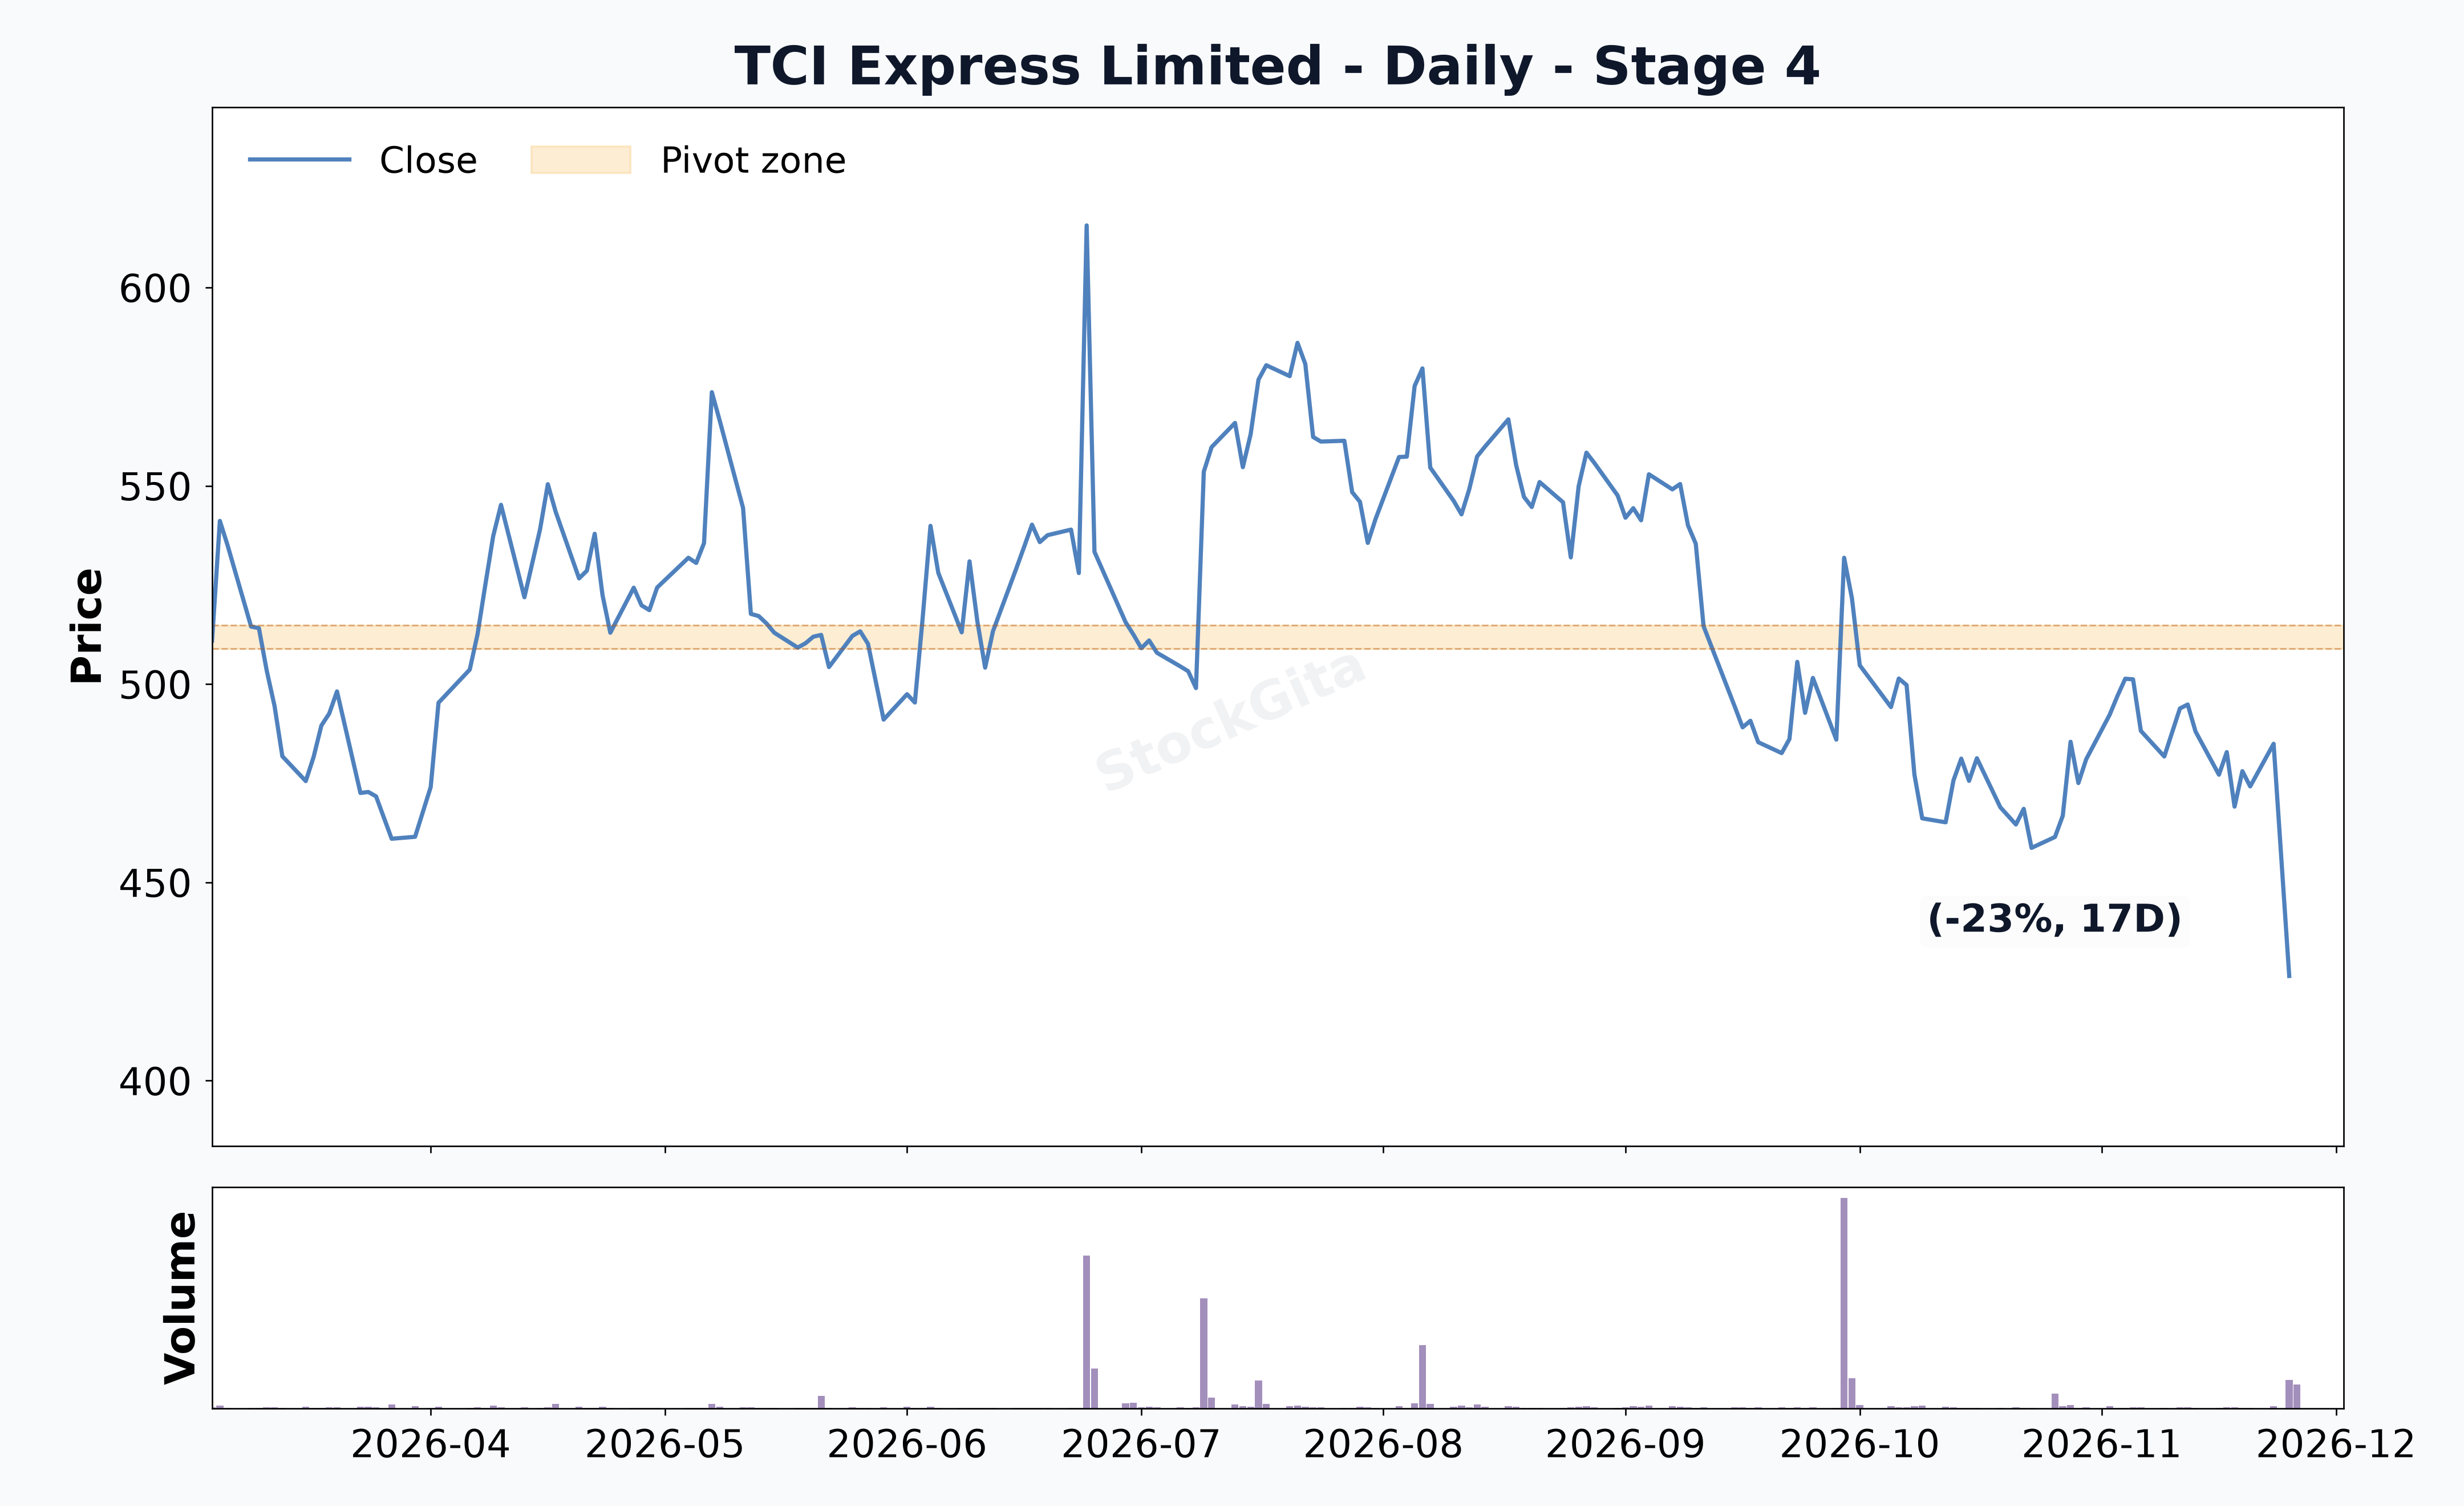 TCI Express Limited - Daily - Stage 4
Close
Pivot zone
600
550
500
450
400
Price
StockGita
(-23%, 17D)
Volume
2026-04
2026-05
2026-06
2026-07
2026-08
2026-09
2026-10
2026-11
2026-12